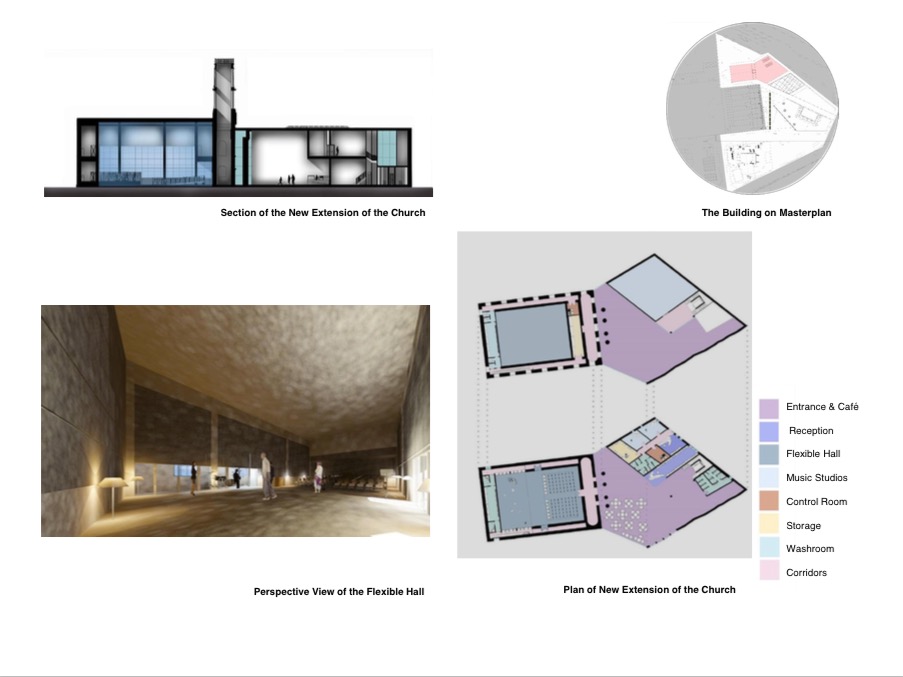 Section of the New Extension of the Church
The Building on Masterplan
Entrance & Café
Reception
Flexible Hall
Music Studios
Control Room
Storage
Washroom
Corridors
Perspective View of the Flexible Hall
Plan of New Extension of the Church